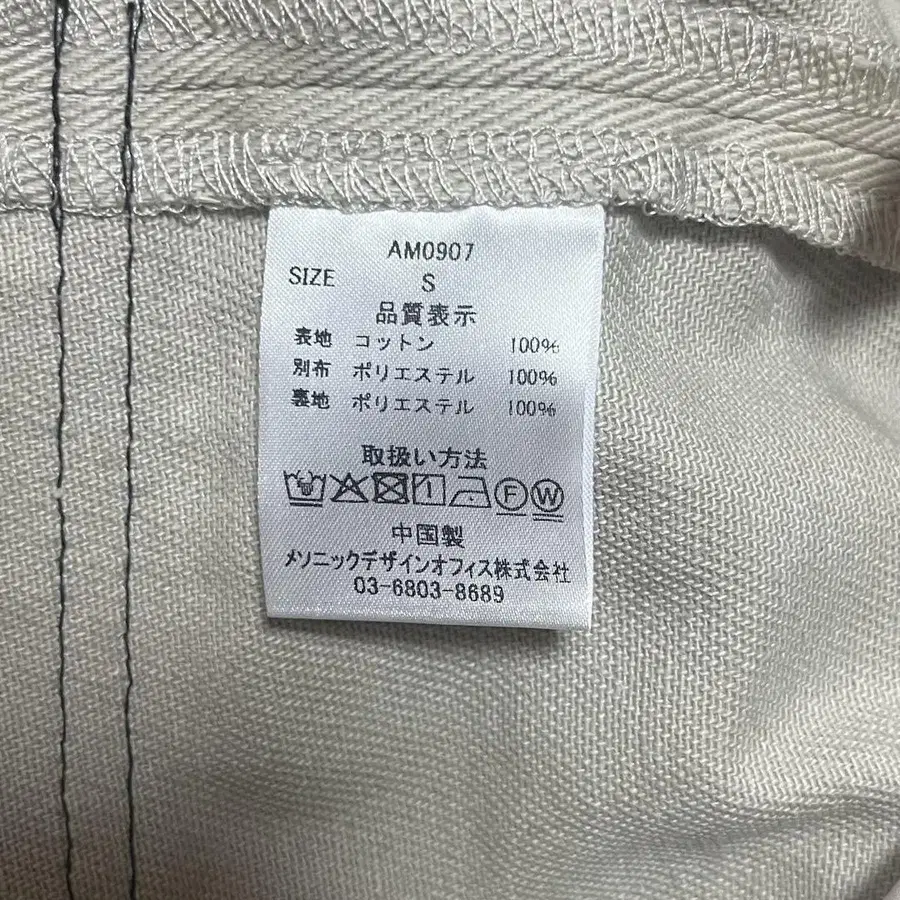 AM0907
SIZE S
品質表示
表地 コットン 100%
別布 ポリエステル 100%
裏地 ポリエステル 100%
取扱い方法
F W
中国製
メソニックデザインオフィス株式会社
03-6803-8689